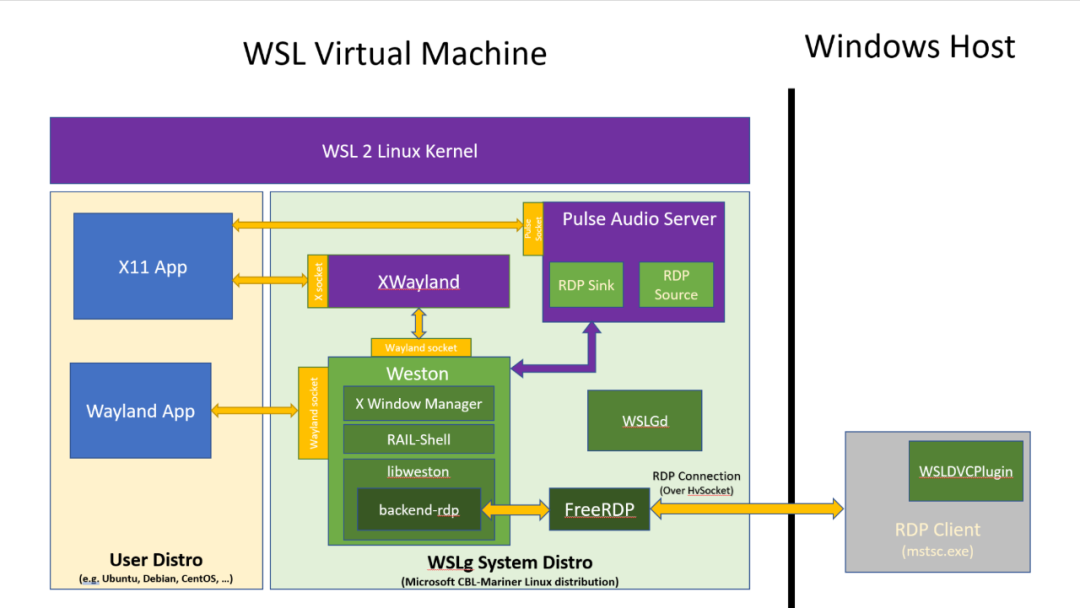 WSL Virtual Machine
Windows Host
WSL 2 Linux Kernel
X11 App
Pulse Socket
Pulse Audio Server
RDP Sink
RDP Source
X socket
XWayland
Wayland socket
Weston
X Window Manager
RAIL-Shell
libweston
backend-rdp
Wayland App
Wayland socket
WSLGd
RDP Connection
(Over HvSocket)
FreeRDP
WSLDVCPlugin
RDP Client
(mstsc.exe)
User Distro
(e.g. Ubuntu, Debian, CentOS, ...)
WSLg System Distro
(Microsoft CBL-Mariner Linux distribution)